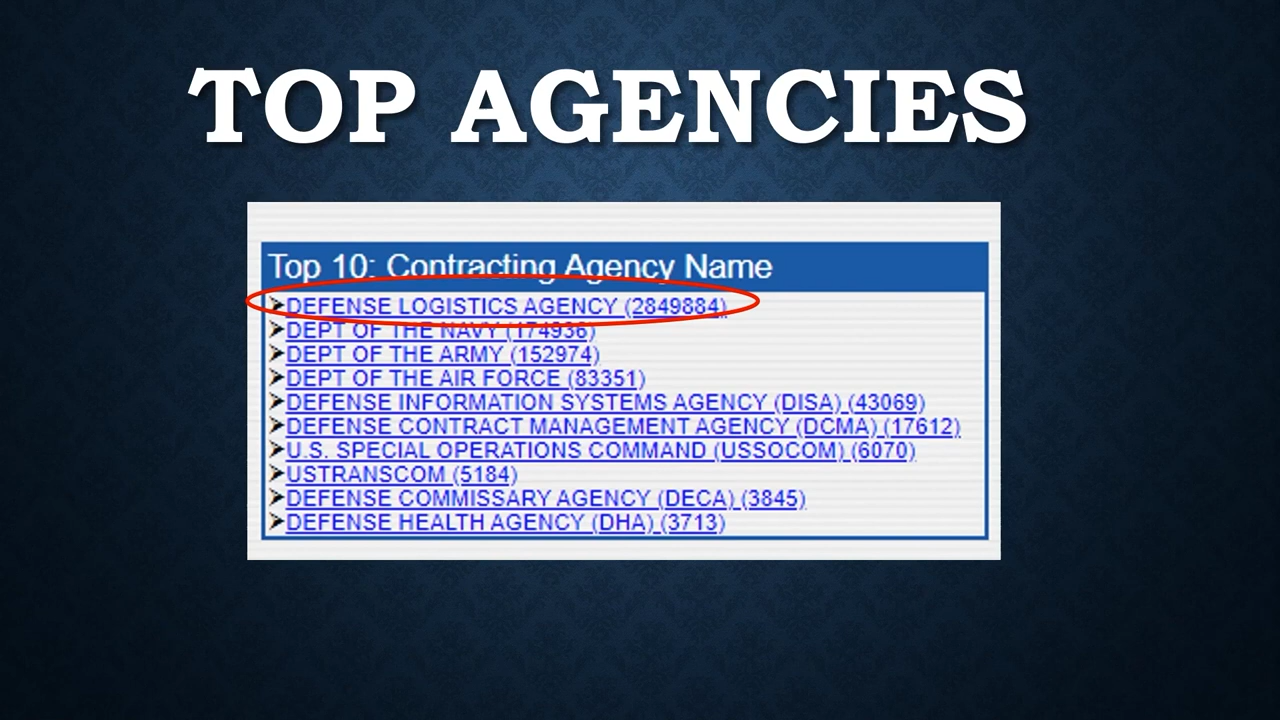 TOP AGENCIES
Top 10: Contracting Agency Name
➤DEFENSE LOGISTICS AGENCY (2849884)
➤DEPT OF THE NAVY (174936)
➤DEPT OF THE ARMY (152974)
➤DEPT OF THE AIR FORCE (83351)
➤DEFENSE INFORMATION SYSTEMS AGENCY (DISA) (43069)
➤DEFENSE CONTRACT MANAGEMENT AGENCY (DCMA) (17612)
➤U.S. SPECIAL OPERATIONS COMMAND (USSOCOM) (6070)
➤USTRANSCOM (5184)
➤DEFENSE COMMISSARY AGENCY (DECA) (3845)
➤DEFENSE HEALTH AGENCY (DHA) (3713)